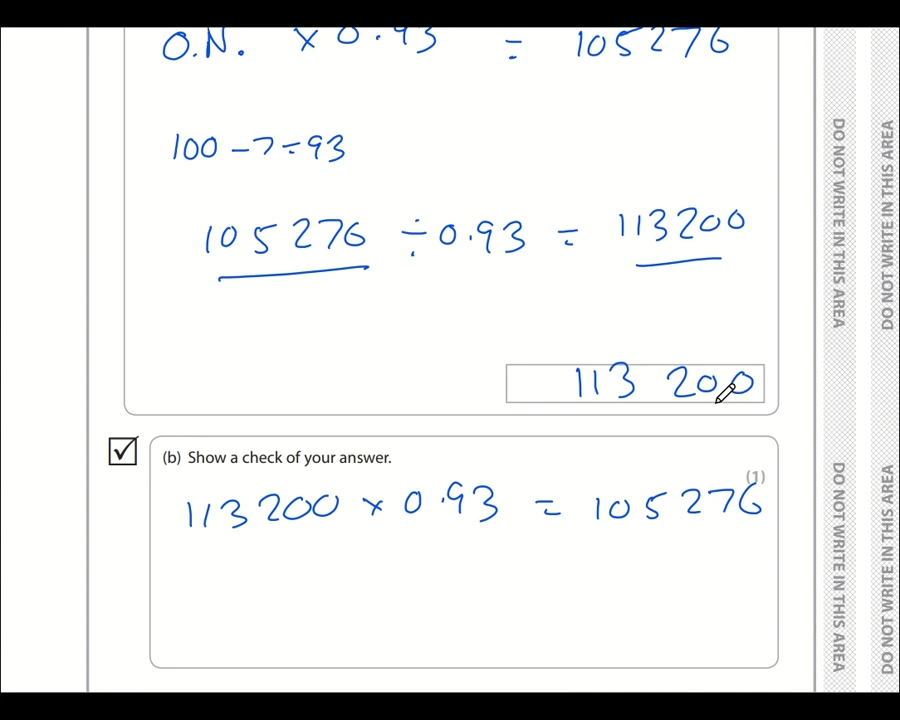 O.N. × 0.93 = 105276
100 - 7 = 93
105 276 ÷ 0.93 = 113200
113 200
(b) Show a check of your answer.
(1)
113200 × 0.93 = 105276
DO NOT WRITE IN THIS AREA
DO NOT WRITE IN THIS AREA
DO NOT WRITE IN THIS AREA
DO NOT WRITE IN THIS AREA